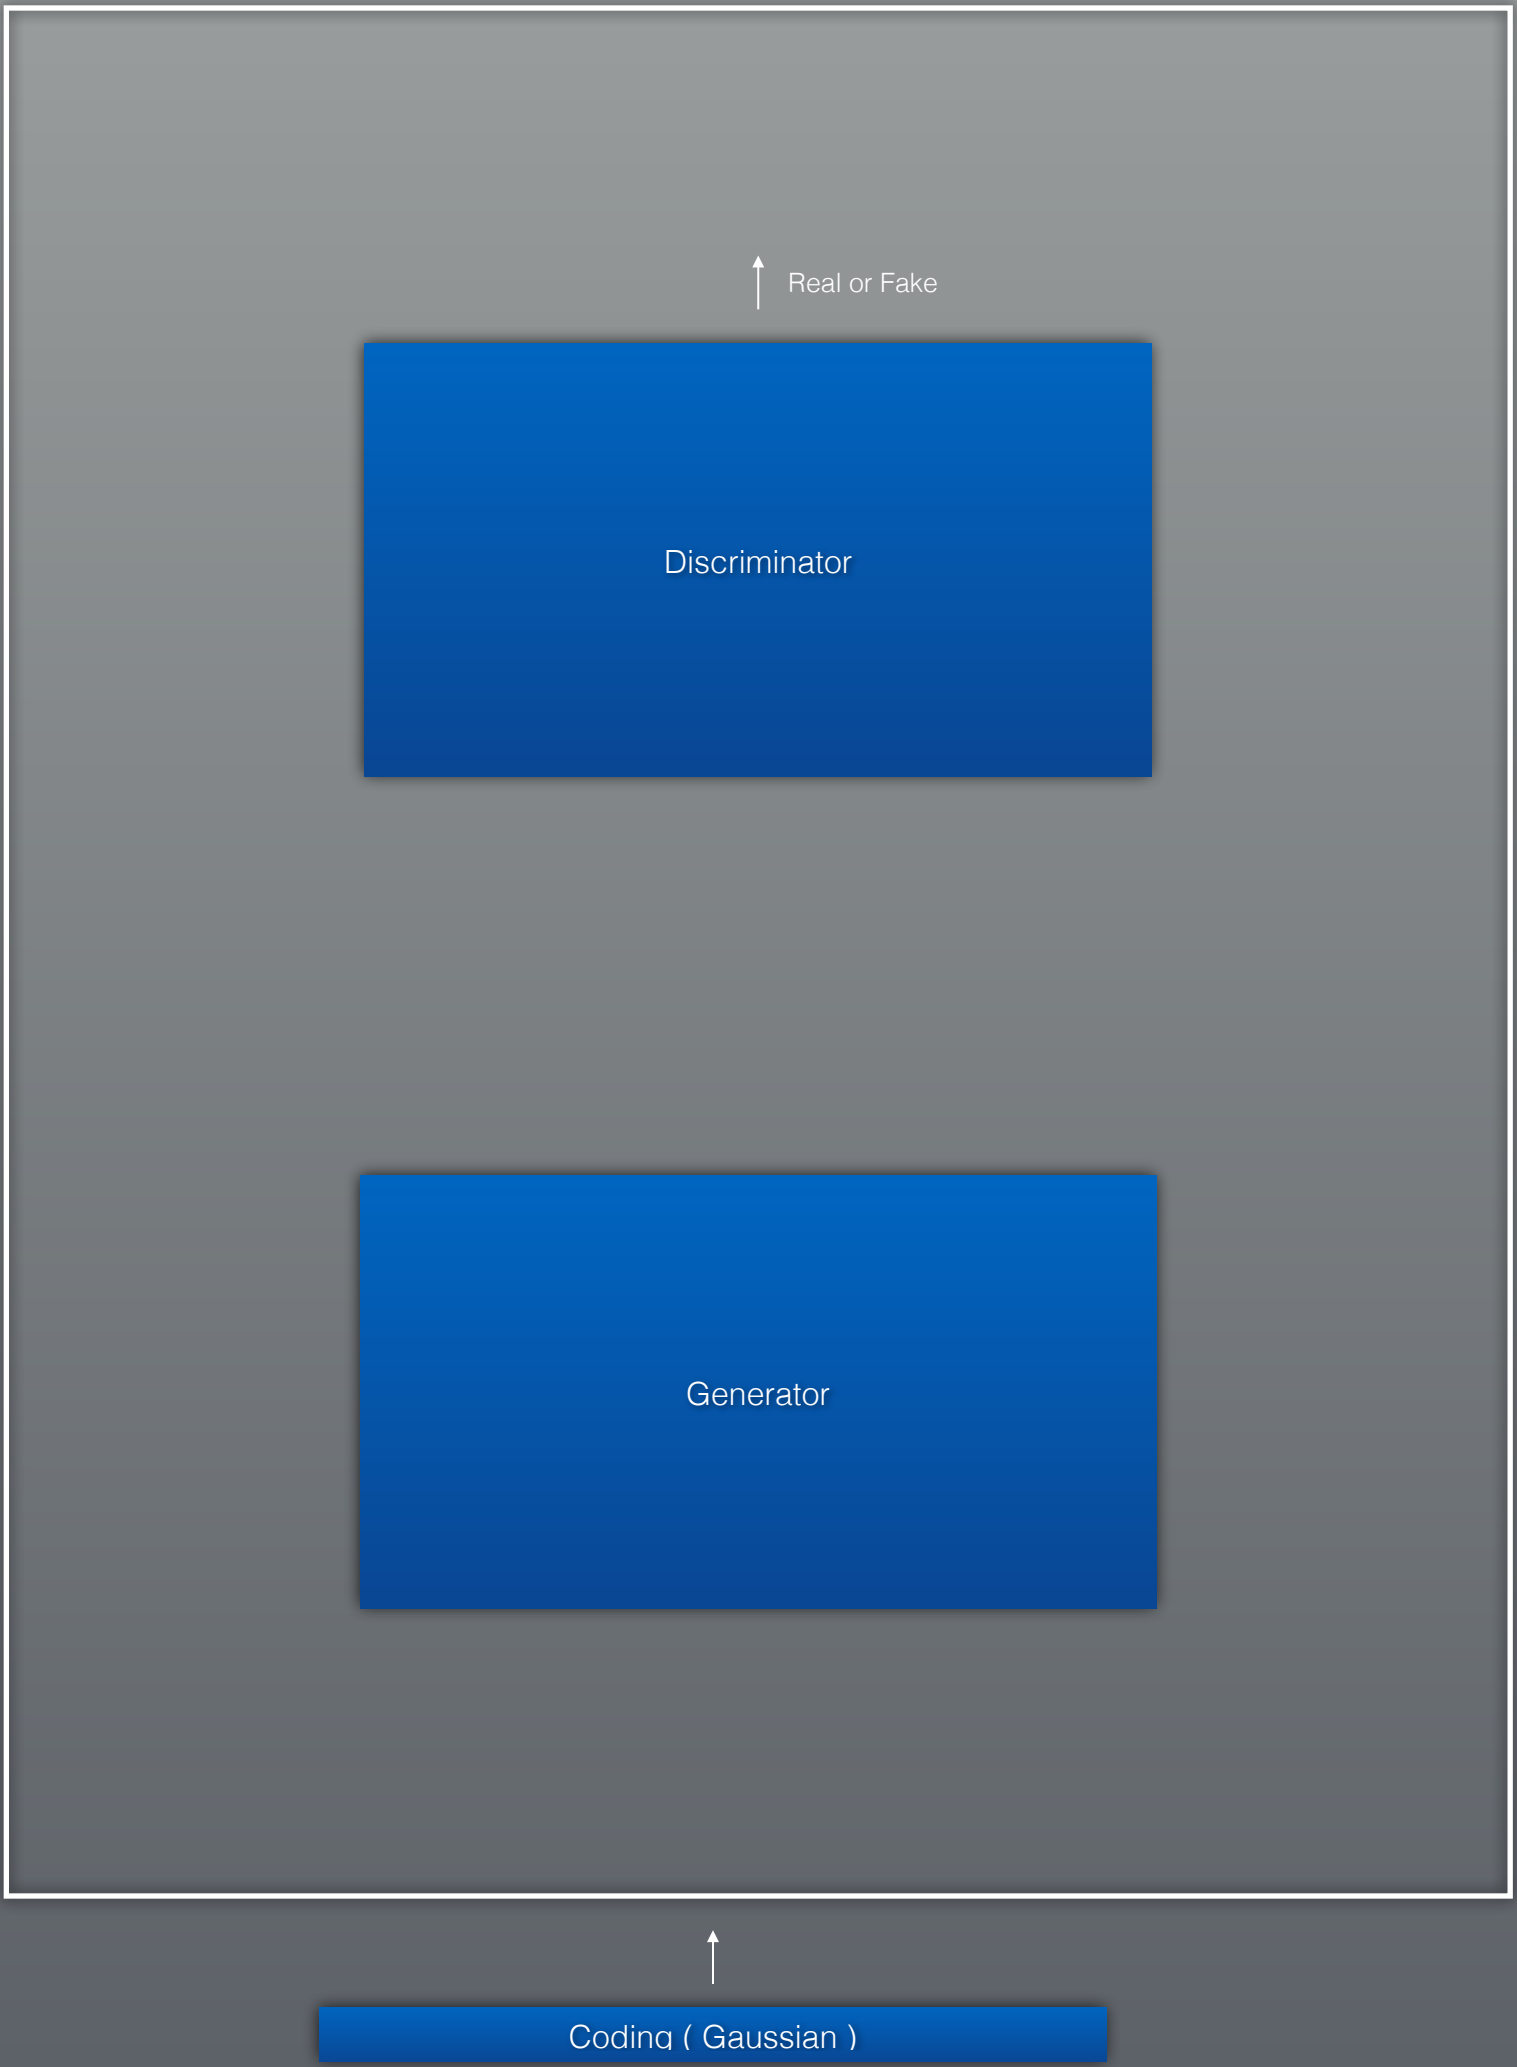 Real or Fake
Discriminator
Generator
Coding ( Gaussian )